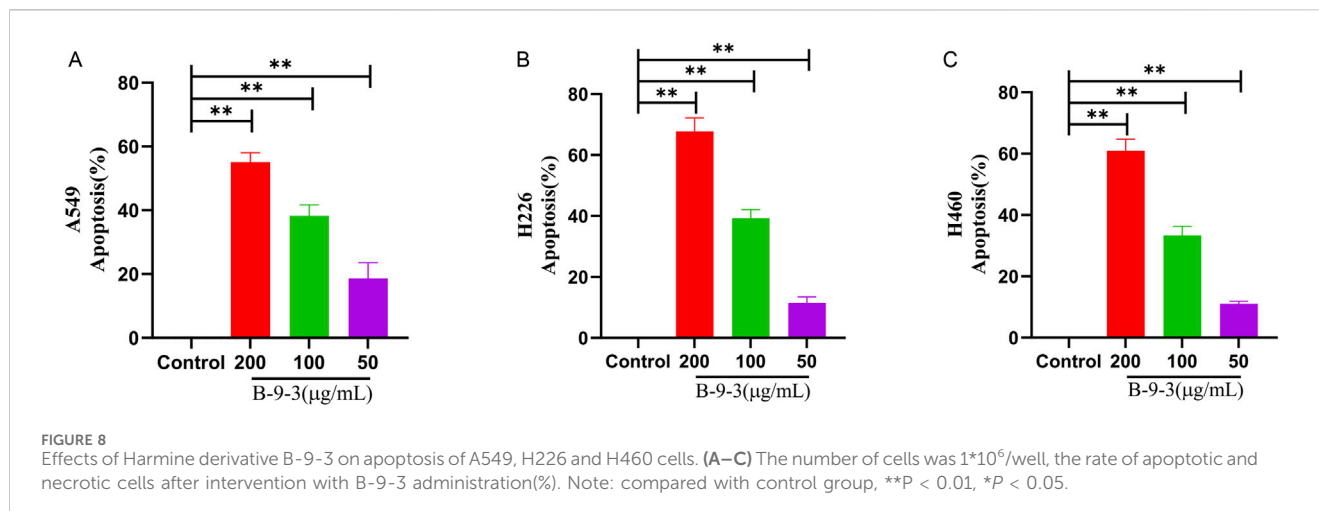 A
**
**
**
80
60
40
20
0
A549
Apoptosis(%)
Control 200 100 50
B-9-3(μg/mL)
B
**
**
**
80
60
40
20
0
H226
Apoptosis(%)
Control 200 100 50
B-9-3(μg/mL)
C
**
**
**
80
60
40
20
0
H460
Apoptosis(%)
Control 200 100 50
B-9-3(μg/mL)
FIGURE 8
Effects of Harmine derivative B-9-3 on apoptosis of A549, H226 and H460 cells. (A–C) The number of cells was 1*10⁶/well, the rate of apoptotic and
necrotic cells after intervention with B-9-3 administration(%). Note: compared with control group, **P < 0.01, *P < 0.05.